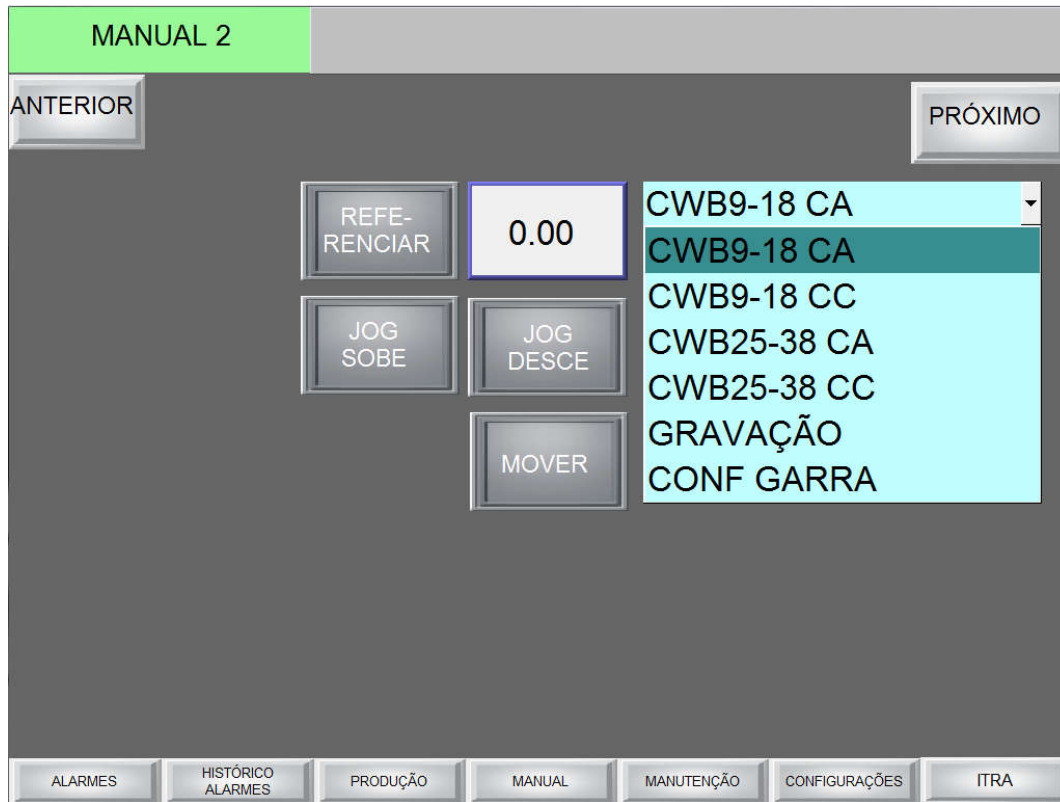 MANUAL 2
ANTERIOR
PRÓXIMO
REFE-
RENCIAR
0.00
CWB9-18 CA
CWB9-18 CA
CWB9-18 CC
CWB25-38 CA
CWB25-38 CC
GRAVAÇÃO
CONF GARRA
JOG
SOBE
JOG
DESCE
MOVER
ALARMES
HISTÓRICO
ALARMES
PRODUÇÃO
MANUAL
MANUTENÇÃO
CONFIGURAÇÕES
ITRA